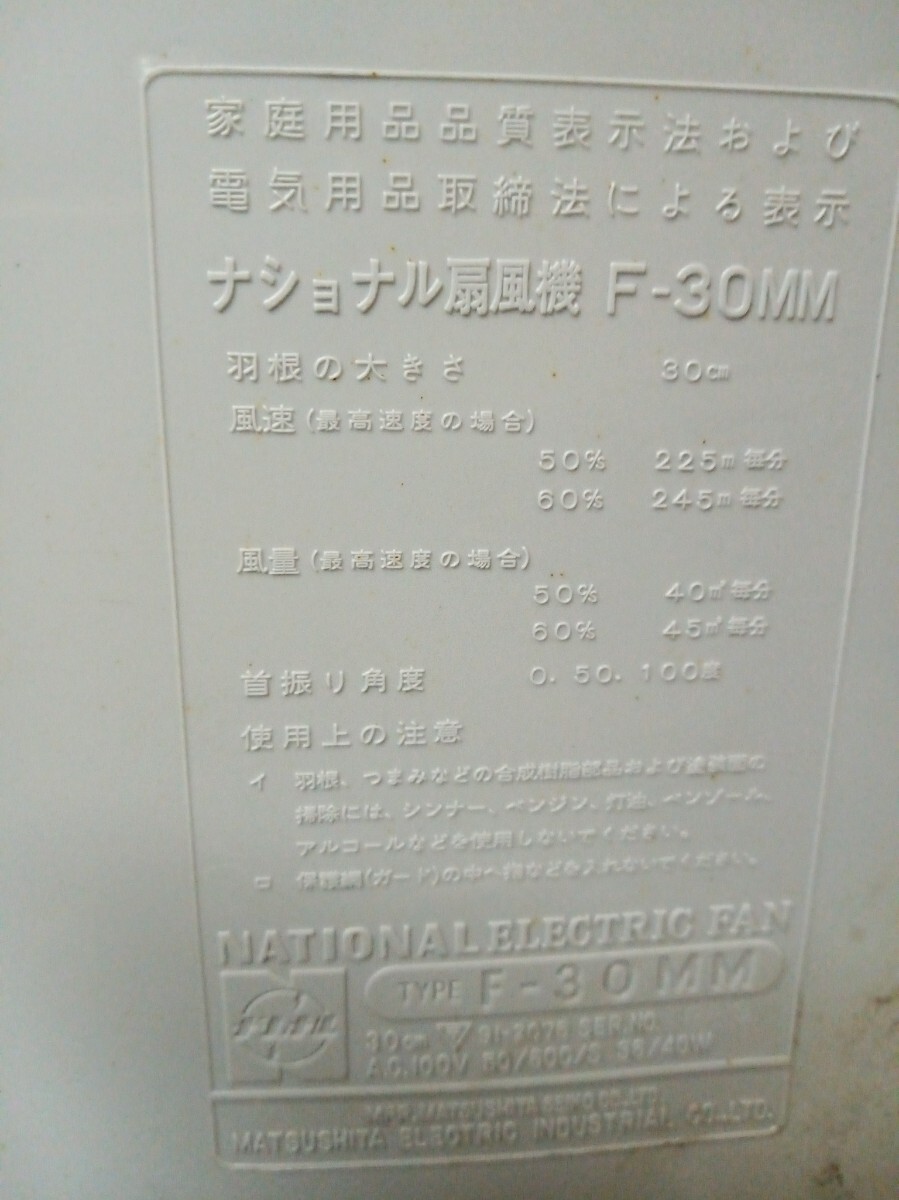 家庭用品品質表示法および
電気用品取締法による表示
ナショナル扇風機 F-30MM
羽根の大きさ 30cm
風速(最高速度の場合)
50% 225m毎分
60% 245m毎分
風量(最高速度の場合)
50% 40㎥毎分
60% 45㎥毎分
首振り角度 0.50.100度
使用上の注意
イ 羽根、つまみなどの合成樹脂部品および塗装面の
掃除には、シンナー、ベンジン、灯油、ベンゾール、
アルコールなどを使用しないでください。
ロ 保護網(ガード)の中へ指などを入れないでください。
NATIONAL ELECTRIC FAN
TYPE F-30MM
30cm SER.NO.
A.C.100V
MFR. MATSUSHITA SEIKO CO.,LTD.
MATSUSHITA ELECTRIC INDUSTRIAL CO.,LTD.